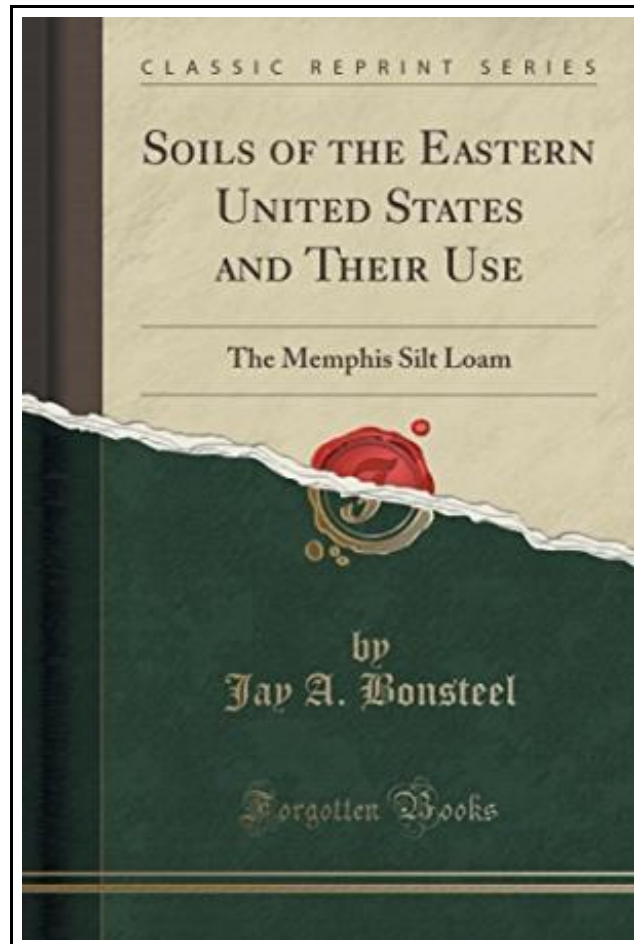 CLASSIC REPRINT SERIES
SOILS OF THE EASTERN
UNITED STATES
AND THEIR USE
The Memphis Silt Loam
by
Jay A. Bonsteel
Forgotten Books